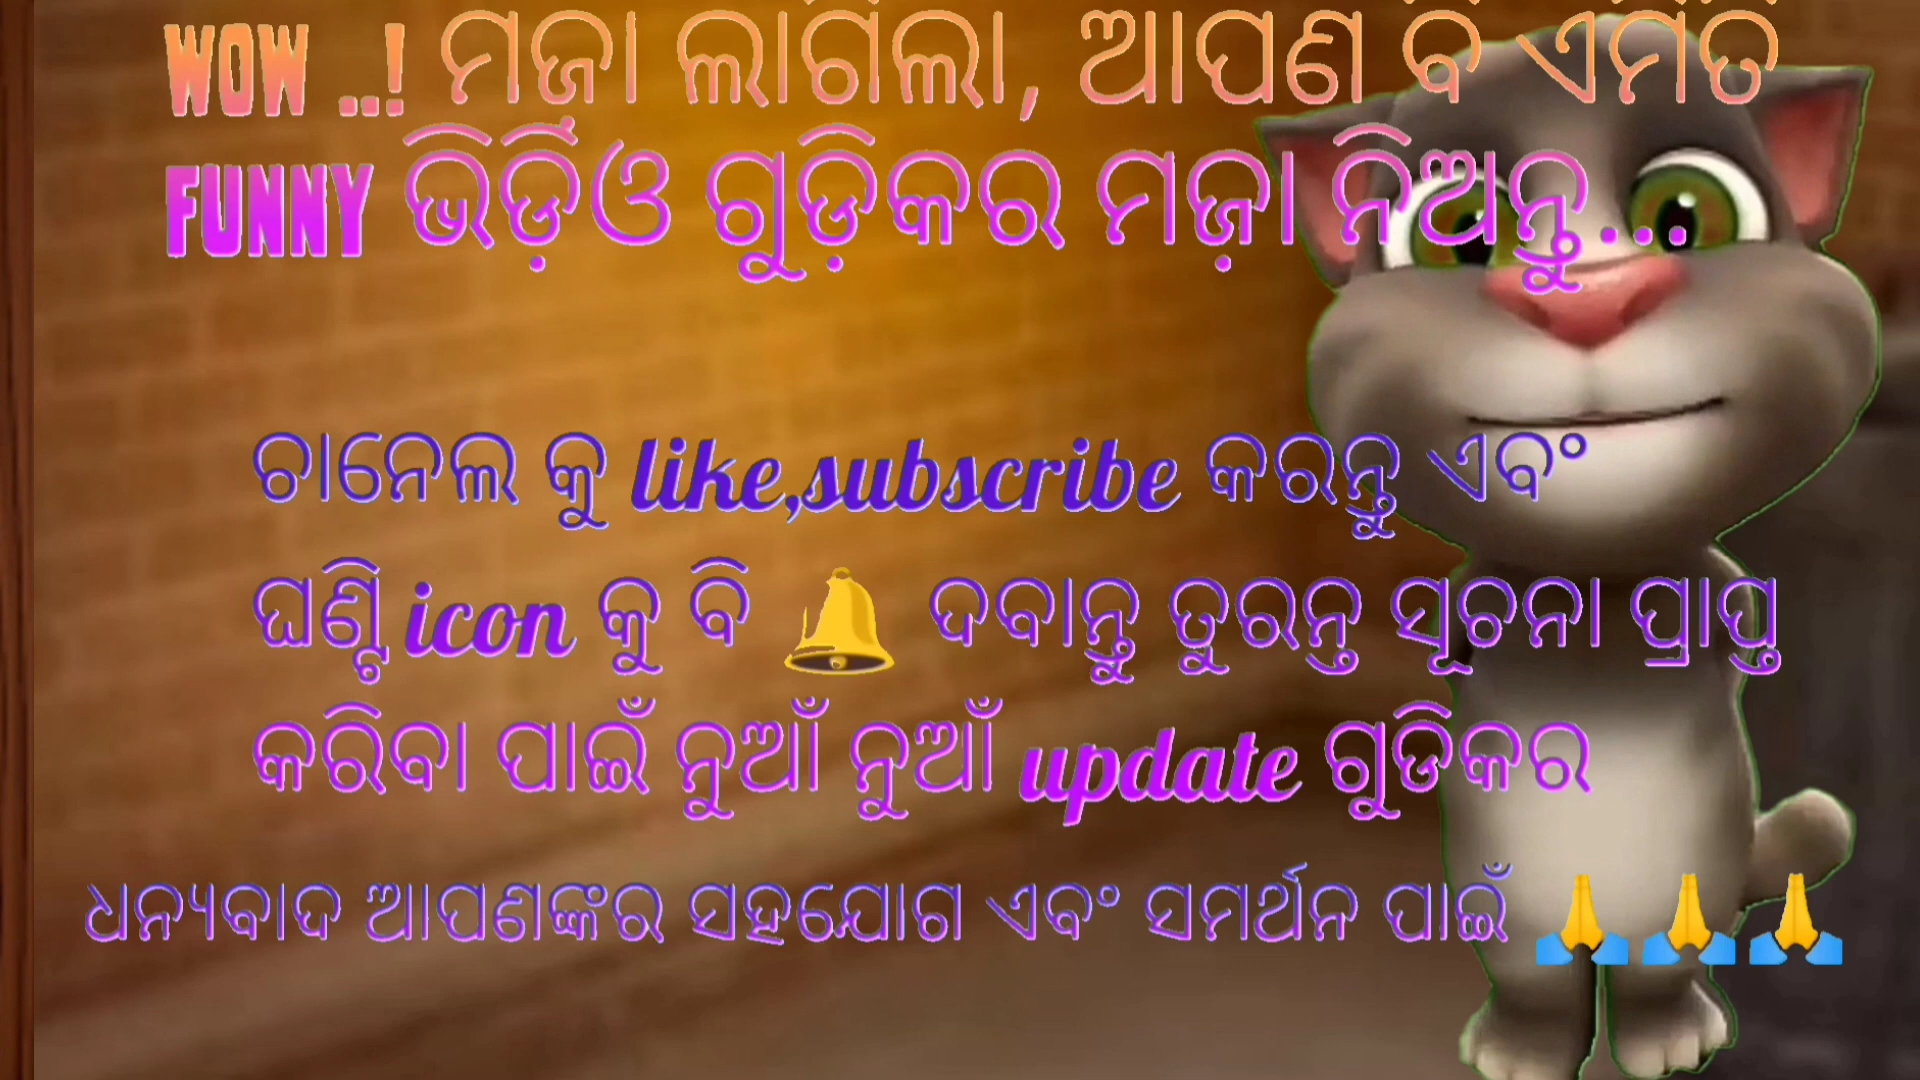 WOW ..! ମଜ଼ା ଲାଗିଲା, ଆପଣ ବି ଏମିତି
FUNNY ଭିଡ଼ିଓ ଗୁଡ଼ିକର ମଜ଼ା ନିଅନ୍ତୁ...
ଚାନେଲ କୁ like,subscribe କରନ୍ତୁ ଏବଂ
ଘଣ୍ଟି icon କୁ ବି 🔔 ଦବାନ୍ତୁ ତୁରନ୍ତ ସୂଚନା ପ୍ରାପ୍ତ
କରିବା ପାଇଁ ନୁଆଁ ନୁଆଁ update ଗୁଡିକର
ଧନ୍ୟବାଦ ଆପଣଙ୍କର ସହଯୋଗ ଏବଂ ସମର୍ଥନ ପାଇଁ 🙏🙏🙏